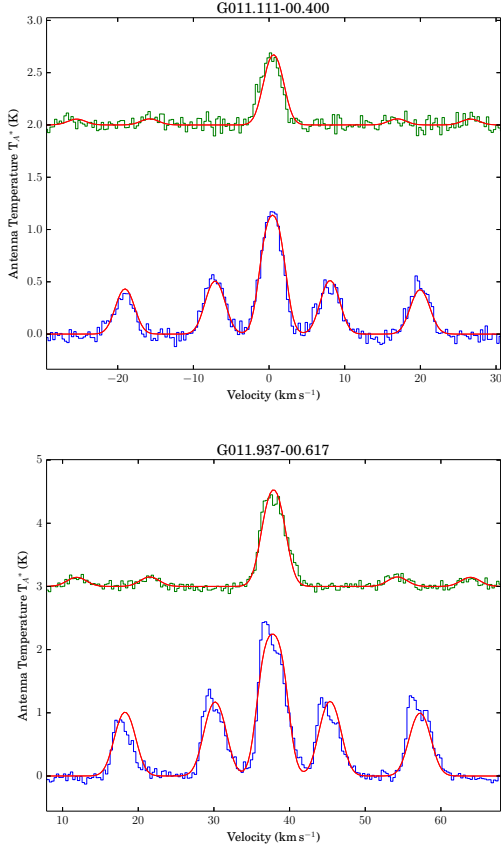 G011.111-00.400
3.0
2.5
2.0
1.5
1.0
0.5
0.0
Antenna Temperature T_A* (K)
−20 −10 0 10 20 30
Velocity (km s⁻¹)
G011.937-00.617
5
4
3
2
1
0
Antenna Temperature T_A* (K)
10 20 30 40 50 60
Velocity (km s⁻¹)